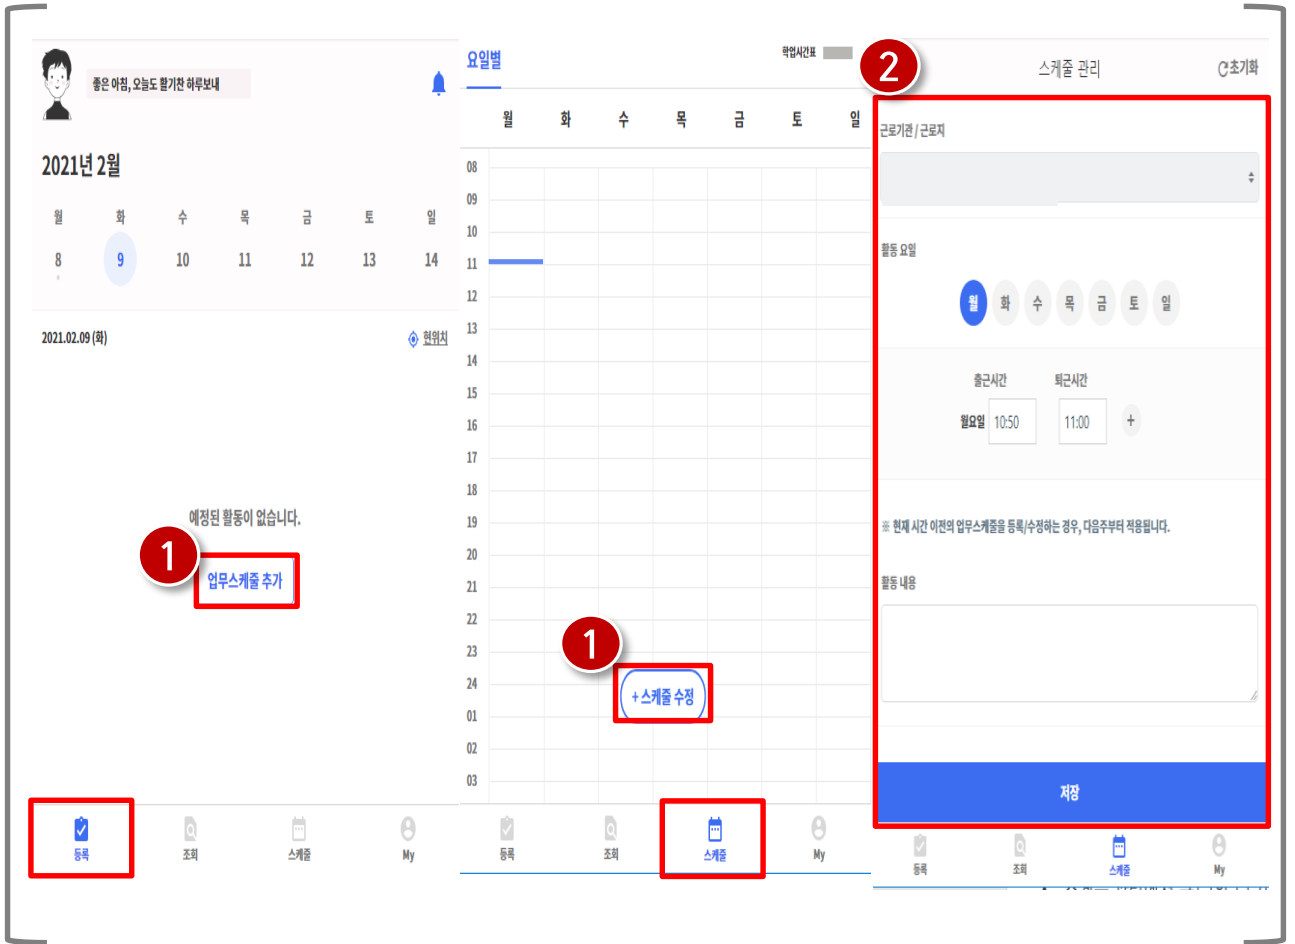 좋은 아침, 오늘도 활기찬 하루보내
2021년 2월
월 화 수 목 금 토 일
8 9 10 11 12 13 14
2021.02.09 (화)
현위치
예정된 활동이 없습니다.
1
업무스케줄 추가
등록 조회 스케줄 My
요일별
학업시간표
월 화 수 목 금 토 일
08
09
10
11
12
13
14
15
16
17
18
19
20
21
22
23
24
01
02
03
1
+ 스케줄 수정
등록 조회 스케줄 My
2
스케줄 관리
초기화
근로기관 / 근로지
활동 요일
월 화 수 목 금 토 일
출근시간 퇴근시간
월요일 10:50 11:00 +
※ 현재 시간 이전의 업무스케줄을 등록/수정하는 경우, 다음주부터 적용됩니다.
활동 내용
저장
등록 조회 스케줄 My